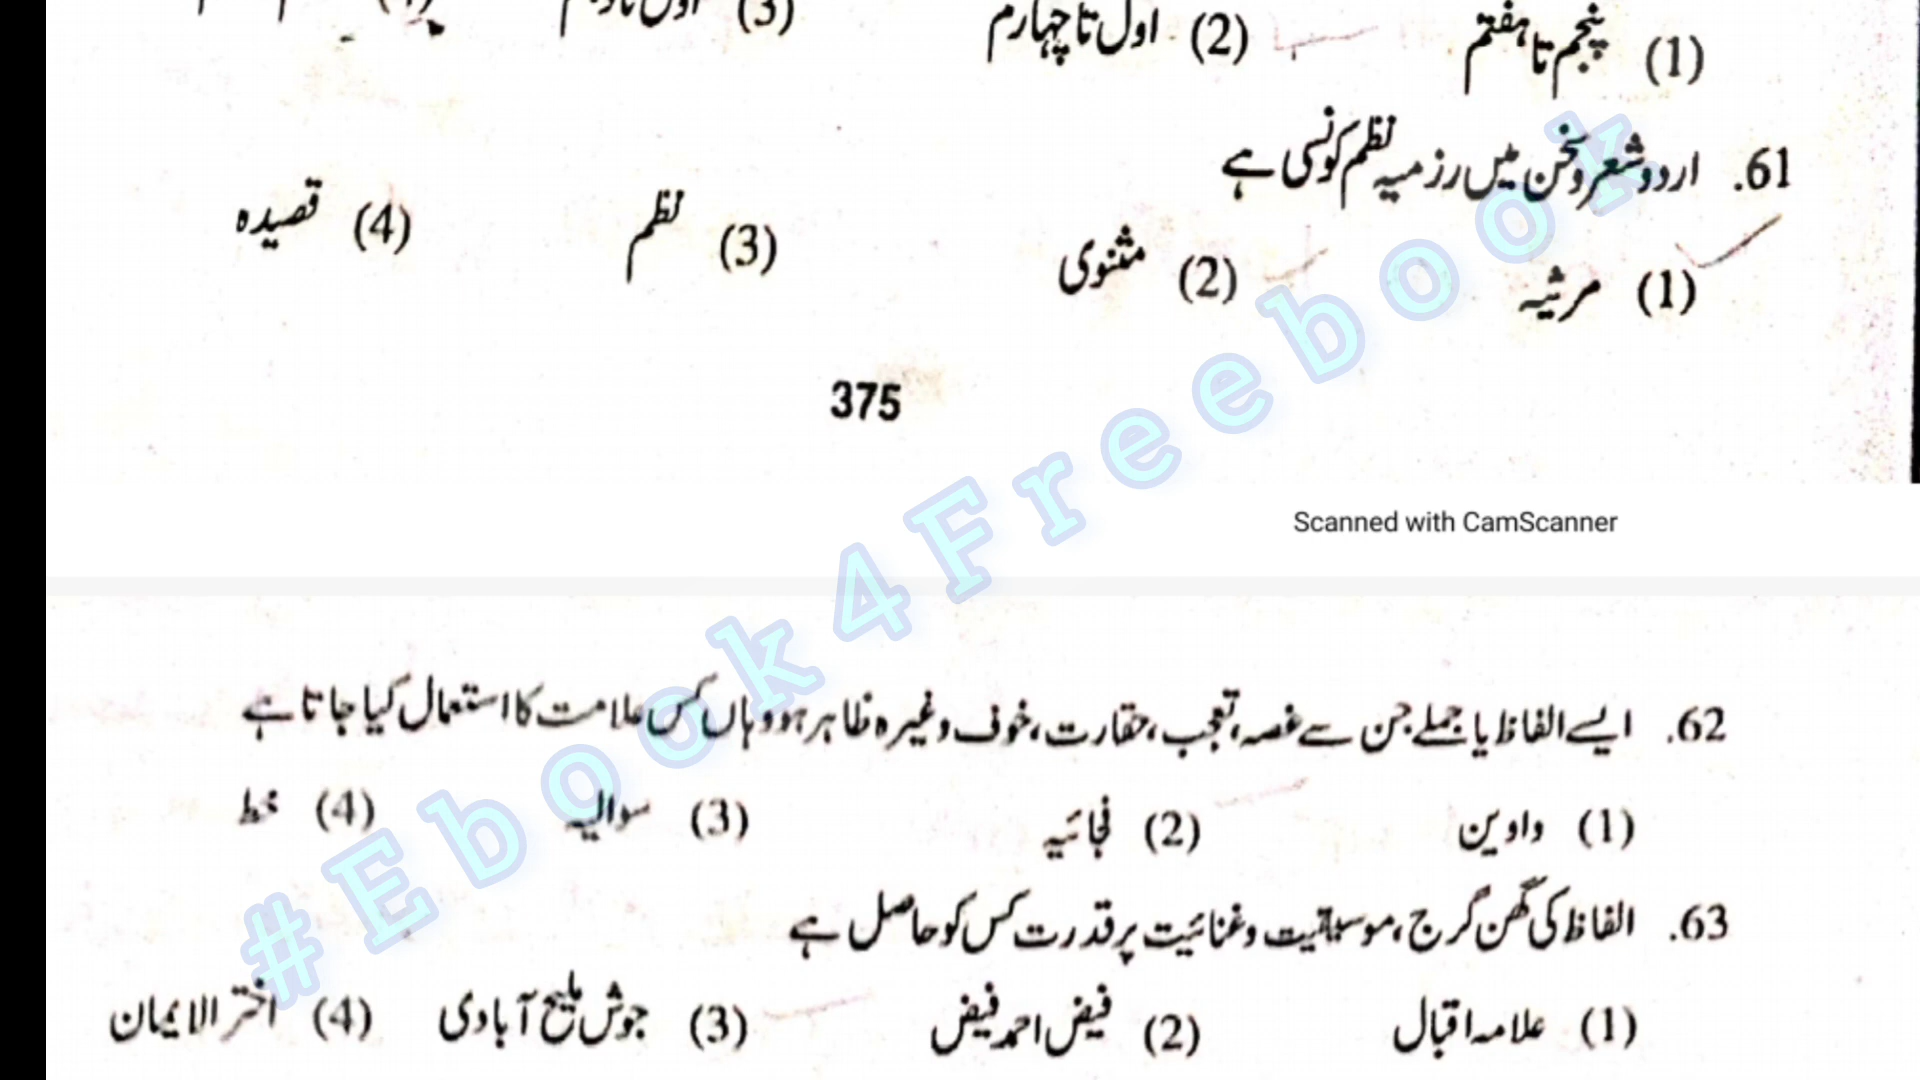 (1) پنجم تا ہفتم (2) اول تا چہارم (3)
61. اردو شعر و سخن میں رزمیہ نظم کونسی ہے
(1) مرثیہ (2) مثنوی (3) نظم (4) قصیدہ
375
Scanned with CamScanner
62. ایسے الفاظ یا جملے جن سے غصہ، تعجب، حقارت، خوف وغیرہ ظاہر ہو وہاں کس علامت کا استعمال کیا جاتا ہے
(1) واوین (2) فجائیہ (3) سوالیہ (4) خط
63. الفاظ کی گھن گرج، موسیقیت و غنائیت پر قدرت کس کو حاصل ہے
(1) علامہ اقبال (2) فیض احمد فیض (3) جوش ملیح آبادی (4) اختر الایمان
#Ebook4Freebook